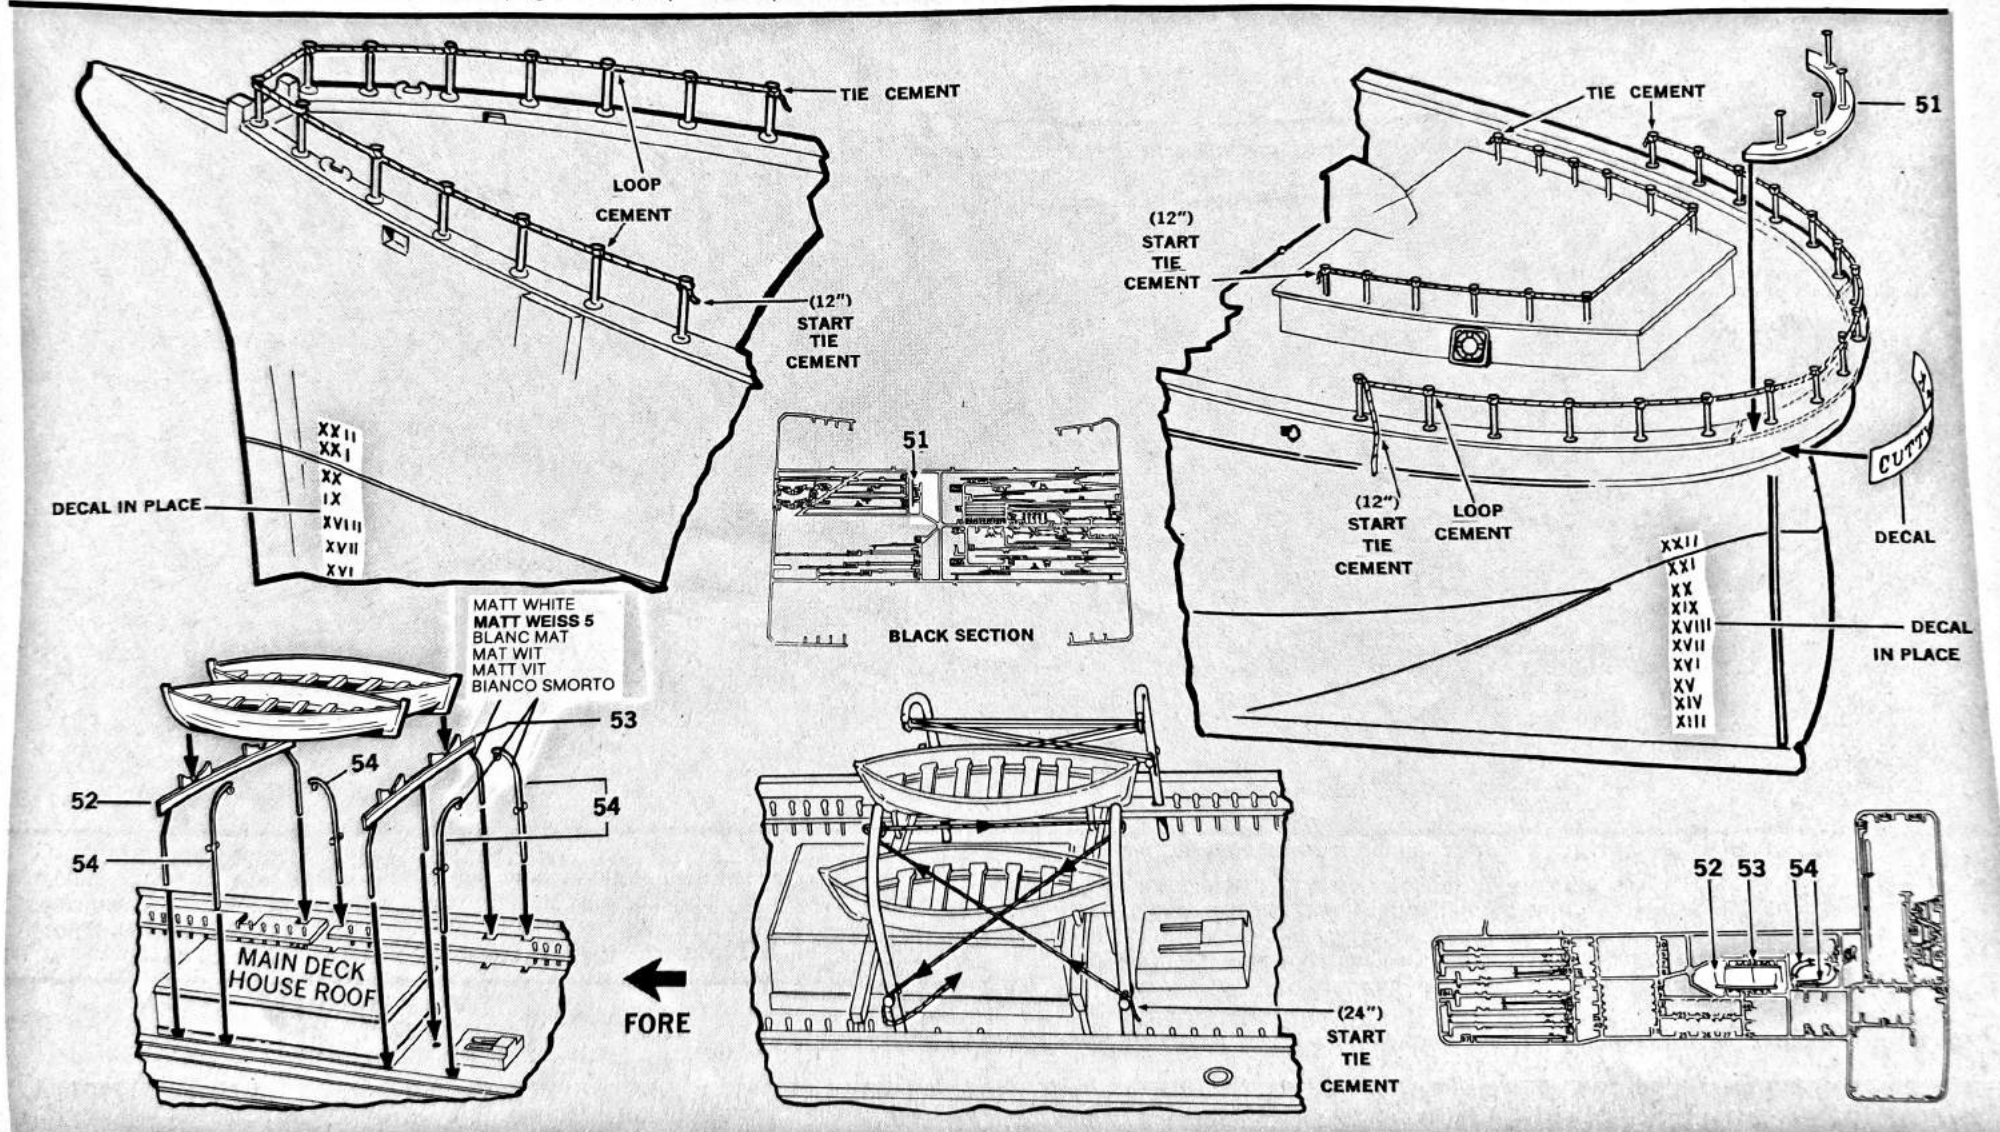 TIE CEMENT
LOOP
CEMENT
(12")
START
TIE
CEMENT
DECAL IN PLACE
XXII
XXI
XX
IX
XVIII
XVII
XVI
51
BLACK SECTION
TIE CEMENT
51
(12")
START
TIE
CEMENT
(12")
START
TIE
CEMENT
LOOP
CEMENT
CUTTY
DECAL
XXII
XXI
XX
XIX
XVIII
XVII
XVI
XV
XIV
XIII
DECAL
IN PLACE
MATT WHITE
MATT WEISS 5
BLANC MAT
MAT WIT
MATT VIT
BIANCO SMORTO
53
54
52
54
54
MAIN DECK
HOUSE ROOF
FORE
(24")
START
TIE
CEMENT
52 53 54